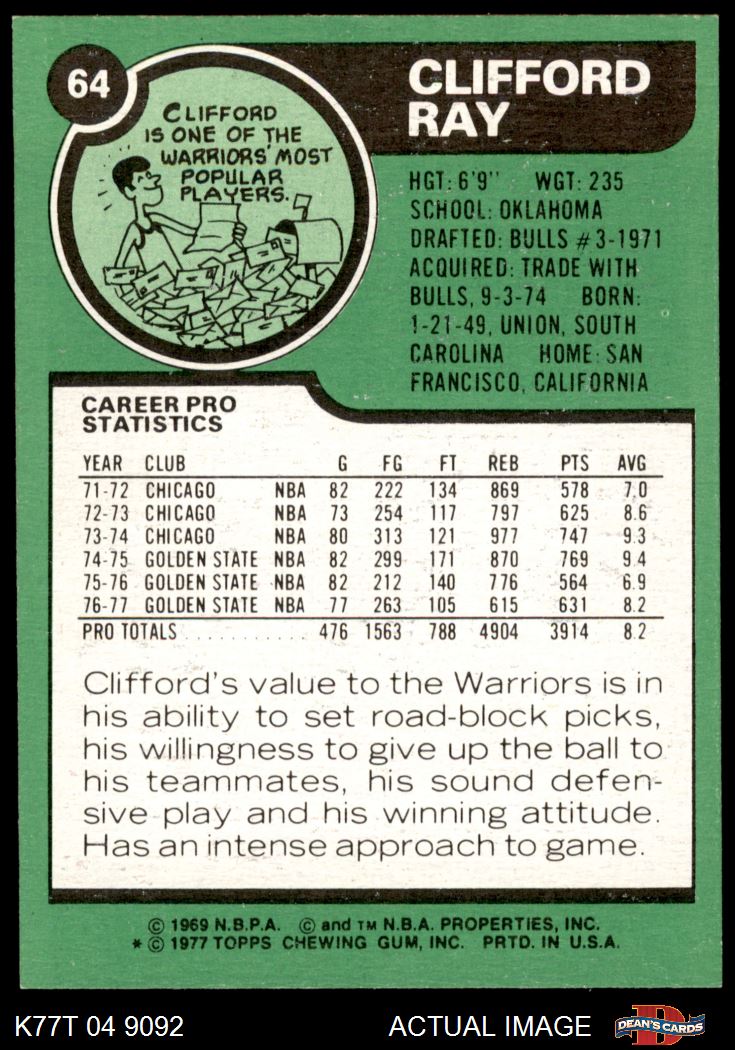 64
CLIFFORD
RAY
CLIFFORD
IS ONE OF THE
WARRIORS' MOST
POPULAR
PLAYERS.
HGT: 6'9" WGT: 235
SCHOOL: OKLAHOMA
DRAFTED: BULLS #3-1971
ACQUIRED: TRADE WITH
BULLS, 9-3-74 BORN:
1-21-49, UNION, SOUTH
CAROLINA HOME: SAN
FRANCISCO, CALIFORNIA
CAREER PRO
STATISTICS
YEAR CLUB G FG FT REB PTS AVG
71-72 CHICAGO NBA 82 222 134 869 578 7.0
72-73 CHICAGO NBA 73 254 117 797 625 8.6
73-74 CHICAGO NBA 80 313 121 977 747 9.3
74-75 GOLDEN STATE NBA 82 299 171 870 769 9.4
75-76 GOLDEN STATE NBA 82 212 140 776 564 6.9
76-77 GOLDEN STATE NBA 77 263 105 615 631 8.2
PRO TOTALS . . . . . . . . . . . 476 1563 788 4904 3914 8.2
Clifford's value to the Warriors is in
his ability to set road-block picks,
his willingness to give up the ball to
his teammates, his sound defen-
sive play and his winning attitude.
Has an intense approach to game.
© 1969 N.B.P.A. © and TM N.B.A. PROPERTIES, INC.
* © 1977 TOPPS CHEWING GUM, INC. PRTD. IN U.S.A.
K77T 04 9092 ACTUAL IMAGE D DEAN'S CARDS